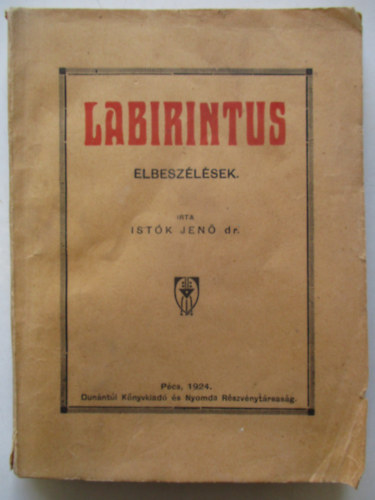 LABIRINTUS
ELBESZÉLÉSEK.
IRTA
ISTÓK JENŐ dr.
Pécs, 1924.
Dunántúl Könyvkiadó és Nyomda Részvénytársaság.